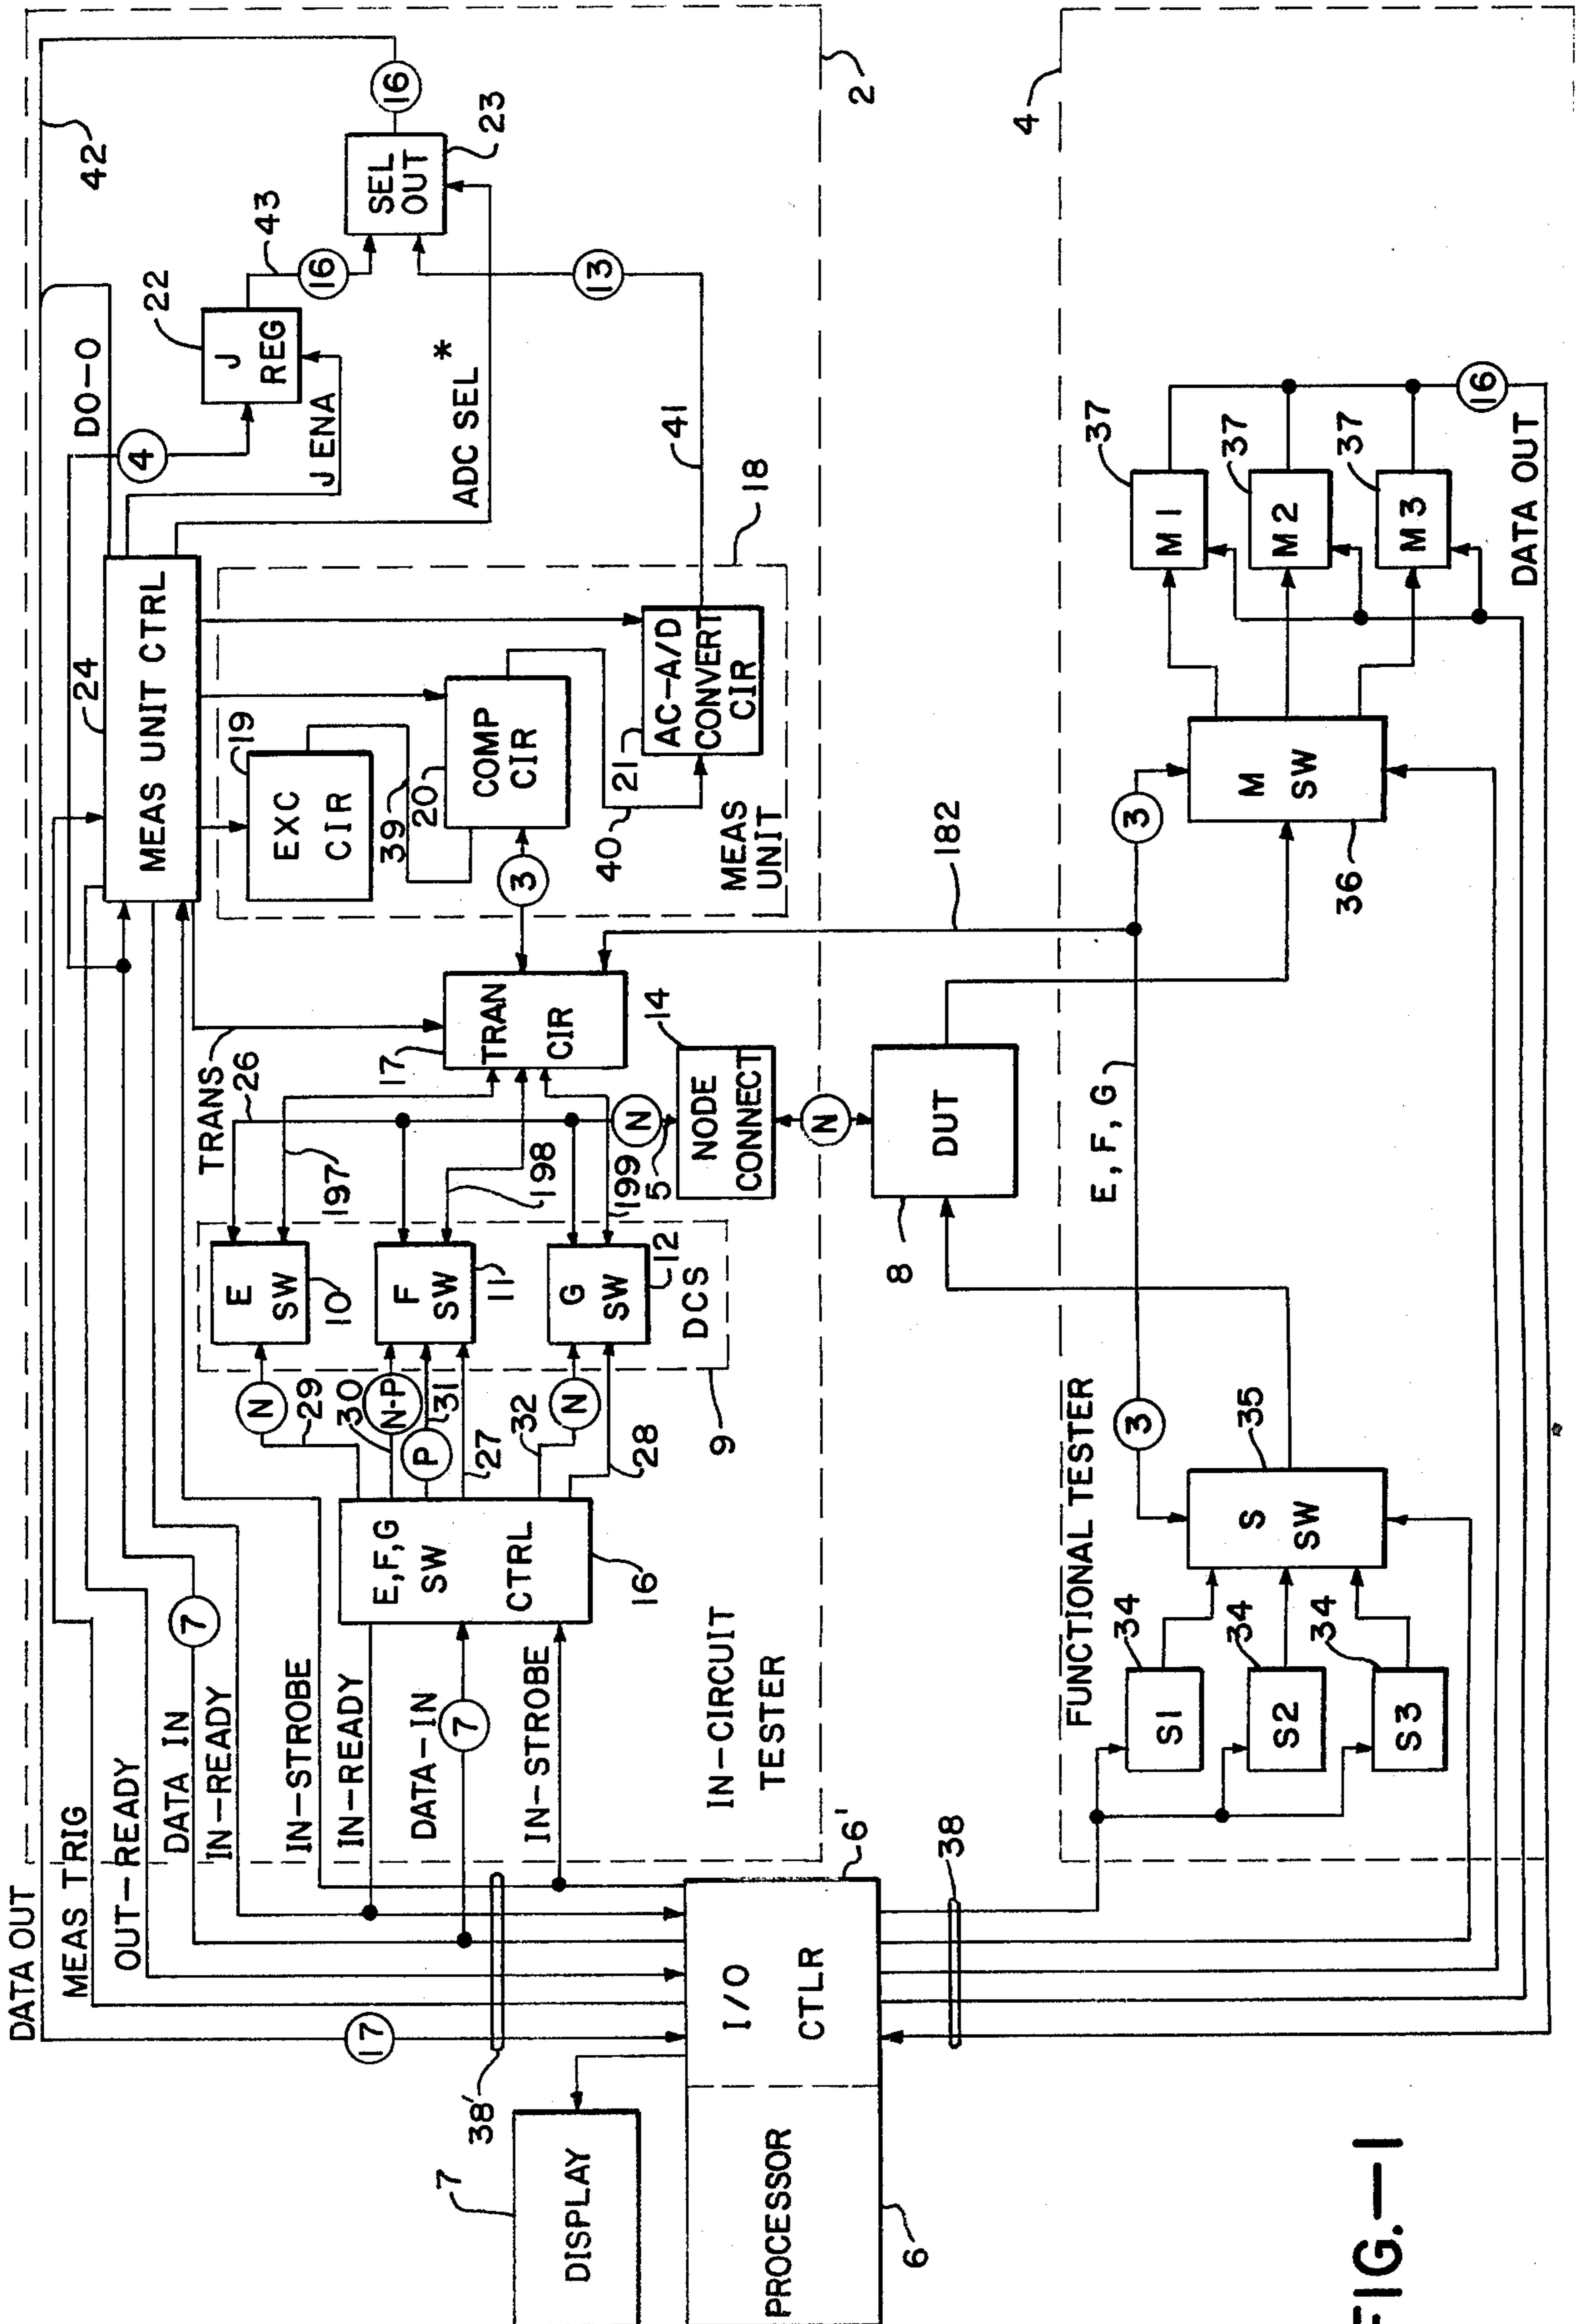 DATA OUT
MEAS TRIG
OUT-READY
DATA IN
7
IN-READY
IN-STROBE
IN-READY
DATA-IN
7
IN-STROBE
17
38'
7
DISPLAY
PROCESSOR
6
I/O
CTLR
6'
38
E,F,G
SW
CTRL
16
N
29
30
N-P
P
31
27
32
N
28
E
SW
10
F
SW
11
G
SW
12
DCS
9
TRANS
26
197
198
199
5
N
17
TRAN
CIR
14
NODE
CONNECT
N
DUT
8
24
MEAS UNIT CTRL
19
EXC
CIR
39
20
COMP
CIR
3
40
21
AC-A/D
CONVERT
CIR
MEAS
UNIT
18
41
DO-O
4
J ENA
ADC SEL *
22
J
REG
43
16
13
SEL
OUT
23
16
42
2
IN-CIRCUIT
TESTER
4
FUNCTIONAL TESTER
S1
34
S2
34
S3
34
S
SW
35
3
E, F, G
182
3
M
SW
36
M1
37
M2
37
M3
37
16
DATA OUT
FIG.-1